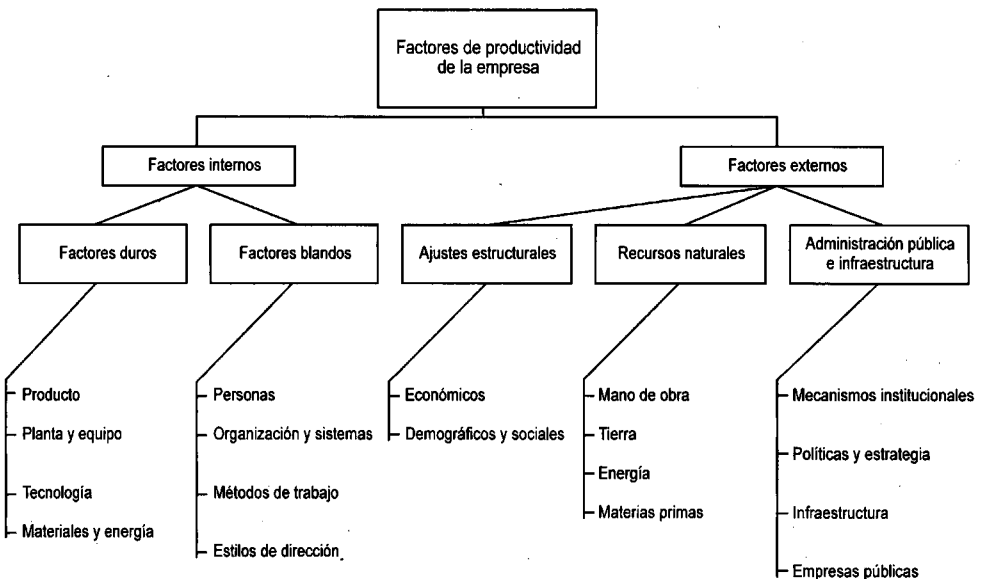 Factores de productividad
de la empresa
Factores internos
Factores externos
Factores duros
Factores blandos
Ajustes estructurales
Recursos naturales
Administración pública
e infraestructura
Producto
Planta y equipo
Tecnología
Materiales y energía
Personas
Organización y sistemas
Métodos de trabajo
Estilos de dirección
Económicos
Demográficos y sociales
Mano de obra
Tierra
Energía
Materias primas
Mecanismos institucionales
Políticas y estrategia
Infraestructura
Empresas públicas